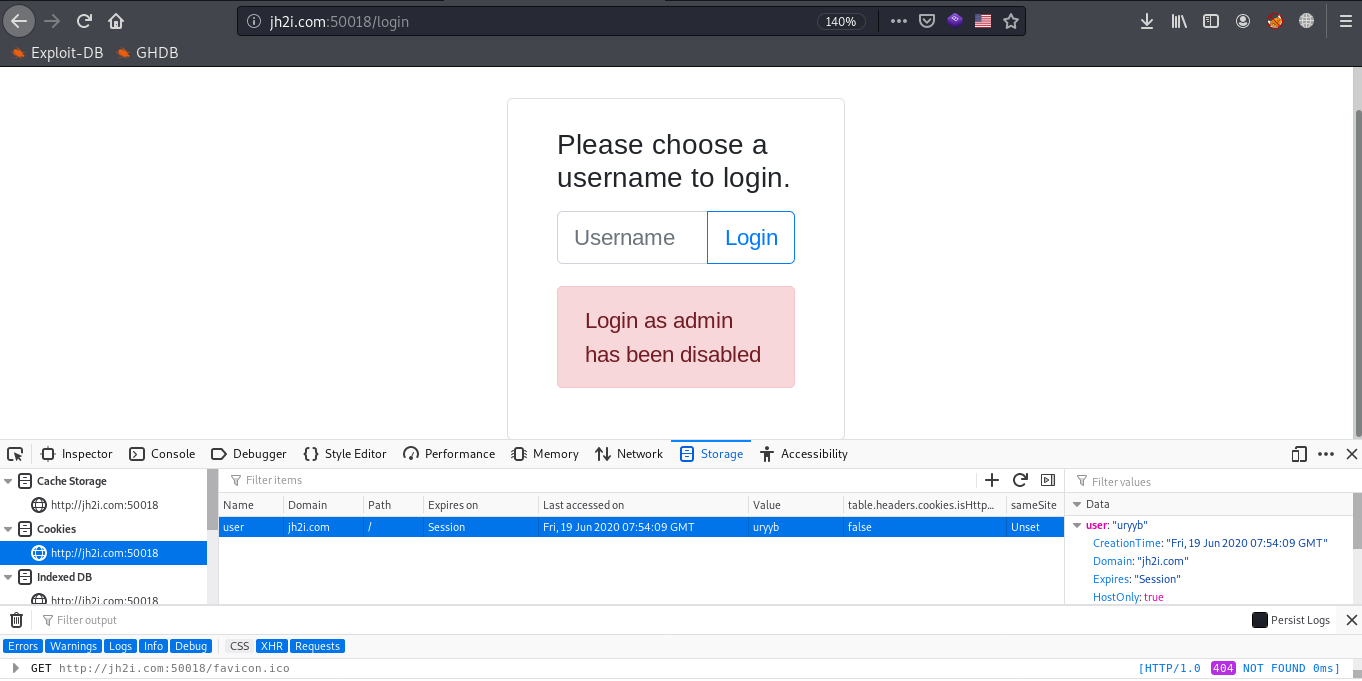 jh2i.com:50018/login
140%
Exploit-DB
GHDB
Please choose a
username to login.
Username
Login
Login as admin
has been disabled
Inspector Console Debugger Style Editor Performance Memory Network Storage Accessibility
Cache Storage
http://jh2i.com:50018
Cookies
http://jh2i.com:50018
Indexed DB
http://jh2i.com:50018
Filter items
Name Domain Path Expires on Last accessed on Value table.headers.cookies.isHttp... sameSite
user jh2i.com / Session Fri, 19 Jun 2020 07:54:09 GMT uryyb false Unset
Filter values
Data
user: "uryyb"
CreationTime: "Fri, 19 Jun 2020 07:54:09 GMT"
Domain: "jh2i.com"
Expires: "Session"
HostOnly: true
Filter output
Persist Logs
Errors Warnings Logs Info Debug CSS XHR Requests
GET http://jh2i.com:50018/favicon.ico [HTTP/1.0 404 NOT FOUND 0ms]